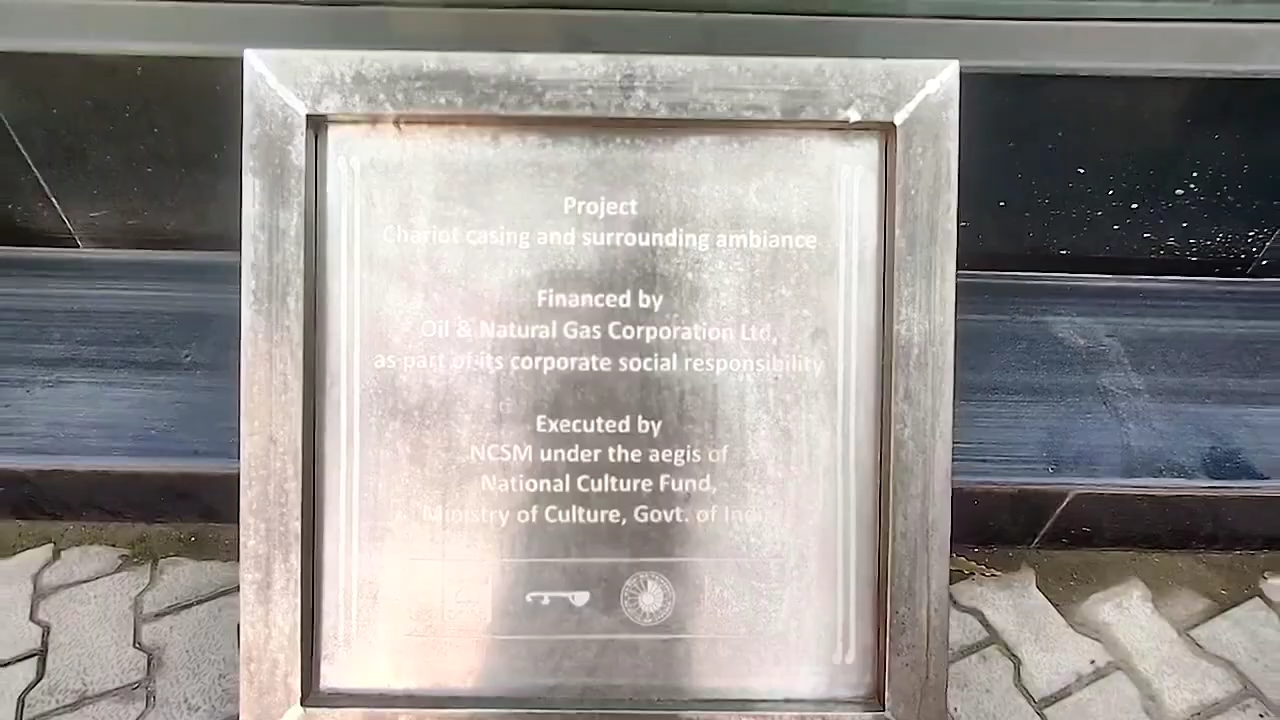 Project
Chariot casing and surrounding ambiance
Financed by
Oil & Natural Gas Corporation Ltd,
as part of its corporate social responsibility
Executed by
NCSM under the aegis of
National Culture Fund,
Ministry of Culture, Govt. of India